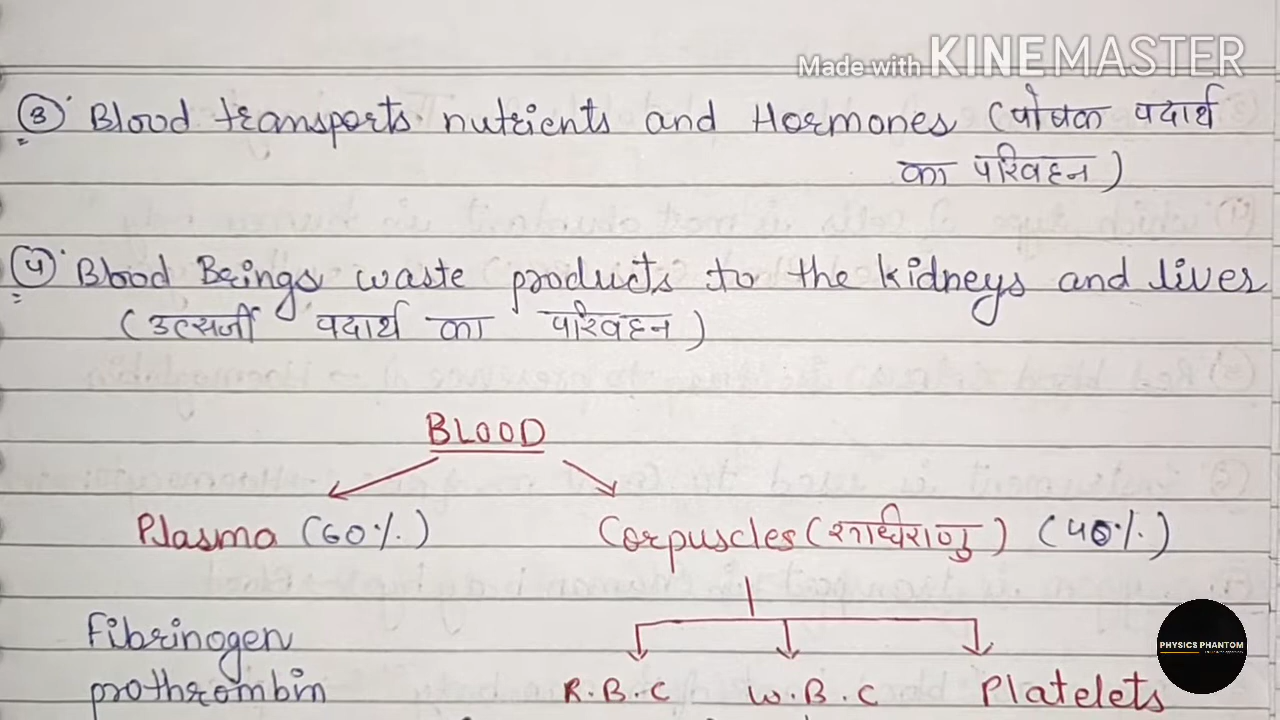 Made with KINEMASTER
③ Blood transports nutrients and Hormones (पोषक पदार्थ
का परिवहन)
④ Blood Brings waste products to the kidneys and liver
(उत्सर्जी पदार्थ का परिवहन)
BLOOD
Plasma (60%) Corpuscles (रूधिराणु) (40%)
Fibrinogen
prothrombin R.B.C W.B.C Platelets
PHYSICS PHANTOM